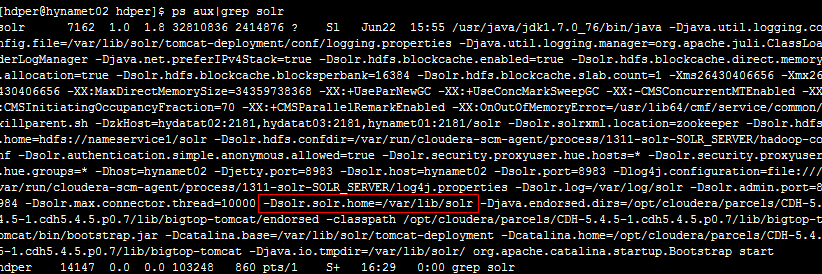 [hdper@hynamet02 hdper]$ ps aux|grep solr
solr 7162 1.0 1.8 32810836 2414876 ? Sl Jun22 15:55 /usr/java/jdk1.7.0_76/bin/java -Djava.util.logging.co
nfig.file=/var/lib/solr/tomcat-deployment/conf/logging.properties -Djava.util.logging.manager=org.apache.juli.ClassLoa
derLogManager -Djava.net.preferIPv4Stack=true -Dsolr.hdfs.blockcache.enabled=true -Dsolr.hdfs.blockcache.direct.memory
.allocation=true -Dsolr.hdfs.blockcache.blocksperbank=16384 -Dsolr.hdfs.blockcache.slab.count=1 -Xms26430406656 -Xmx26
430406656 -XX:MaxDirectMemorySize=34359738368 -XX:+UseParNewGC -XX:+UseConcMarkSweepGC -XX:-CMSConcurrentMTEnabled -XX
:CMSInitiatingOccupancyFraction=70 -XX:+CMSParallelRemarkEnabled -XX:OnOutOfMemoryError=/usr/lib64/cmf/service/common/
killparent.sh -DzkHost=hydatat02:2181,hydatat03:2181,hynamet01:2181/solr -Dsolr.solrxml.location=zookeeper -Dsolr.hdfs
.home=hdfs://nameservice1/solr -Dsolr.hdfs.confdir=/var/run/cloudera-scm-agent/process/1311-solr-SOLR_SERVER/hadoop-co
nf -Dsolr.authentication.simple.anonymous.allowed=true -Dsolr.security.proxyuser.hue.hosts=* -Dsolr.security.proxyuser
.hue.groups=* -Dhost=hynamet02 -Djetty.port=8983 -Dsolr.host=hynamet02 -Dsolr.port=8983 -Dlog4j.configuration=file:///
var/run/cloudera-scm-agent/process/1311-solr-SOLR_SERVER/log4j.properties -Dsolr.log=/var/log/solr -Dsolr.admin.port=8
984 -Dsolr.max.connector.thread=10000 -Dsolr.solr.home=/var/lib/solr -Djava.endorsed.dirs=/opt/cloudera/parcels/CDH-5.
4.5-1.cdh5.4.5.p0.7/lib/bigtop-tomcat/endorsed -classpath /opt/cloudera/parcels/CDH-5.4.5-1.cdh5.4.5.p0.7/lib/bigtop-t
omcat/bin/bootstrap.jar -Dcatalina.base=/var/lib/solr/tomcat-deployment -Dcatalina.home=/opt/cloudera/parcels/CDH-5.4.
5-1.cdh5.4.5.p0.7/lib/bigtop-tomcat -Djava.io.tmpdir=/var/lib/solr/ org.apache.catalina.startup.Bootstrap start
hdper 14147 0.0 0.0 103248 860 pts/1 S+ 16:29 0:00 grep solr